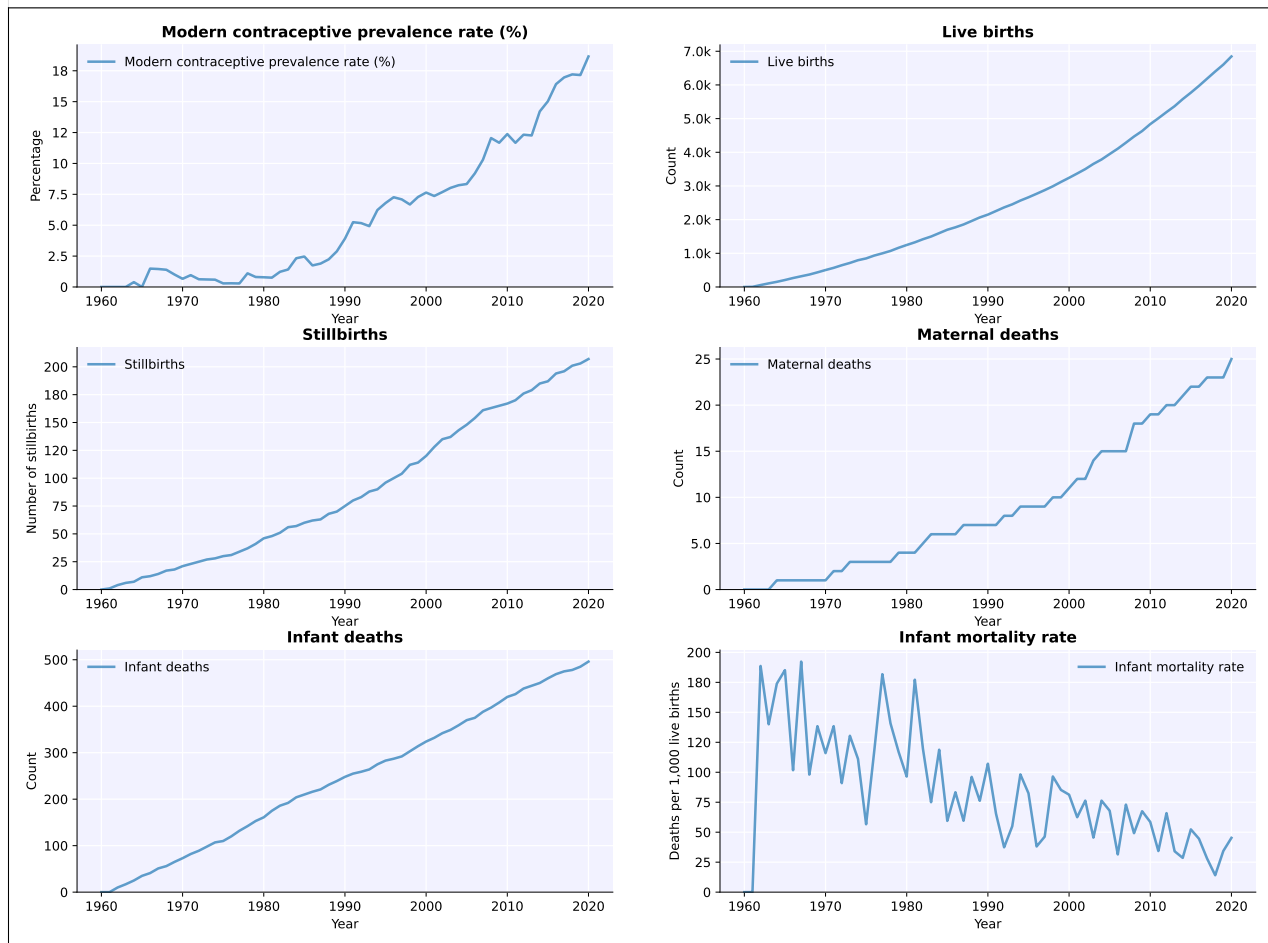 Modern contraceptive prevalence rate (%)
Modern contraceptive prevalence rate (%)
Percentage
18
15
12
10
7.5
5.0
2.5
0
1960 1970 1980 1990 2000 2010 2020
Year
Live births
Live births
Count
7.0k
6.0k
5.0k
4.0k
3.0k
2.0k
1.0k
0
1960 1970 1980 1990 2000 2010 2020
Year
Stillbirths
Stillbirths
Number of stillbirths
200
180
150
120
100
75
50
25
0
1960 1970 1980 1990 2000 2010 2020
Year
Maternal deaths
Maternal deaths
Count
25
20
15
10
5.0
0
1960 1970 1980 1990 2000 2010 2020
Year
Infant deaths
Infant deaths
Count
500
400
300
200
100
0
1960 1970 1980 1990 2000 2010 2020
Year
Infant mortality rate
Infant mortality rate
Deaths per 1,000 live births
200
180
150
120
100
75
50
25
0
1960 1970 1980 1990 2000 2010 2020
Year